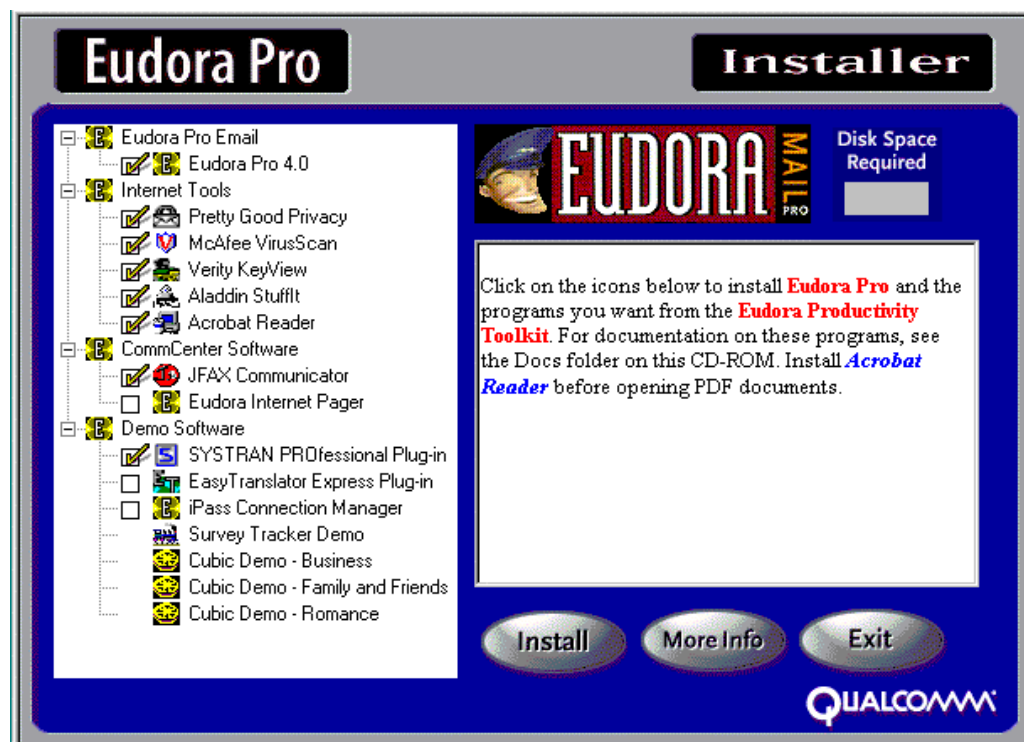 Eudora Pro
Installer
Eudora Pro Email
Eudora Pro 4.0
Internet Tools
Pretty Good Privacy
McAfee VirusScan
Verity KeyView
Aladdin StuffIt
Acrobat Reader
CommCenter Software
JFAX Communicator
Eudora Internet Pager
Demo Software
SYSTRAN PROfessional Plug-in
EasyTranslator Express Plug-in
iPass Connection Manager
Survey Tracker Demo
Cubic Demo - Business
Cubic Demo - Family and Friends
Cubic Demo - Romance
EUDORA
MAIL
PRO
Disk Space
Required
Click on the icons below to install Eudora Pro and the
programs you want from the Eudora Productivity
Toolkit. For documentation on these programs, see
the Docs folder on this CD-ROM. Install Acrobat
Reader before opening PDF documents.
Install
More Info
Exit
QUALCOMM